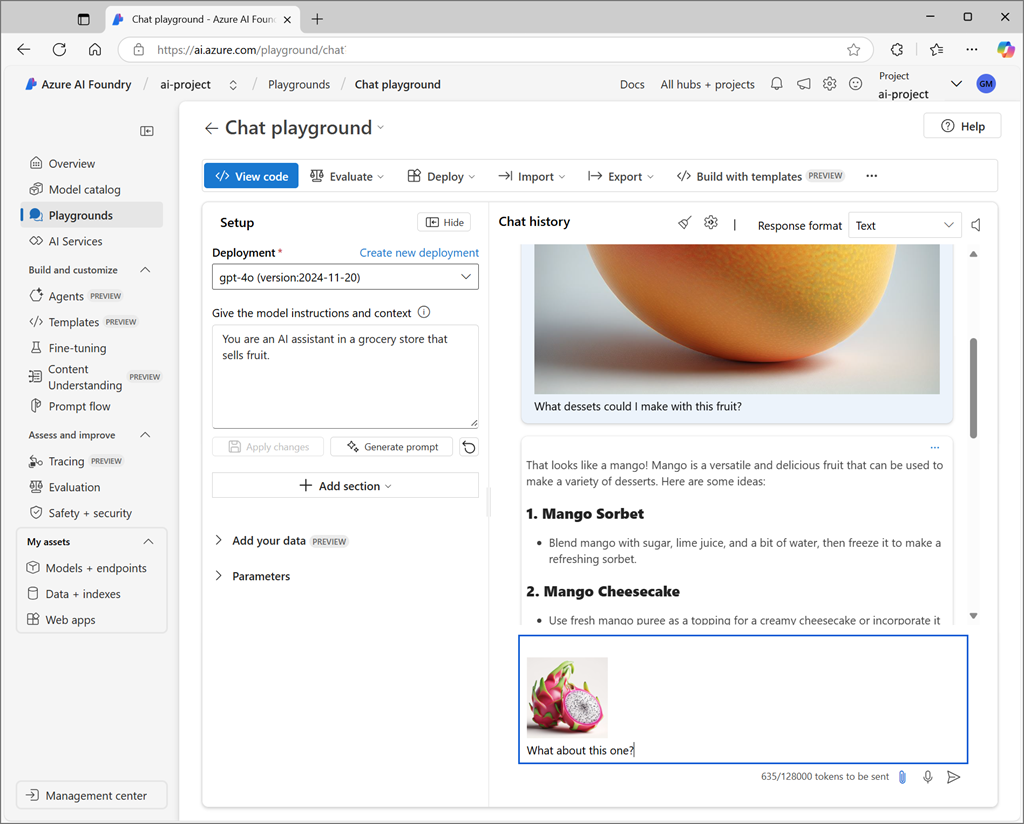 Chat playground - Azure AI Foun
https://ai.azure.com/playground/chat
Azure AI Foundry / ai-project / Playgrounds / Chat playground
Docs All hubs + projects
Project
ai-project
GM
Overview
Model catalog
Playgrounds
AI Services
Build and customize
Agents PREVIEW
Templates PREVIEW
Fine-tuning
Content
Understanding PREVIEW
Prompt flow
Assess and improve
Tracing PREVIEW
Evaluation
Safety + security
My assets
Models + endpoints
Data + indexes
Web apps
Management center
Chat playground
Help
View code Evaluate Deploy Import Export Build with templates PREVIEW
Setup
Hide
Deployment * Create new deployment
gpt-4o (version:2024-11-20)
Give the model instructions and context
You are an AI assistant in a grocery store that
sells fruit.
Apply changes Generate prompt
Add section
Add your data PREVIEW
Parameters
Chat history
Response format Text
What dessets could I make with this fruit?
That looks like a mango! Mango is a versatile and delicious fruit that can be used to
make a variety of desserts. Here are some ideas:
1. Mango Sorbet
• Blend mango with sugar, lime juice, and a bit of water, then freeze it to make a
refreshing sorbet.
2. Mango Cheesecake
• Use fresh mango puree as a topping for a creamy cheesecake or incorporate it
What about this one?
635/128000 tokens to be sent